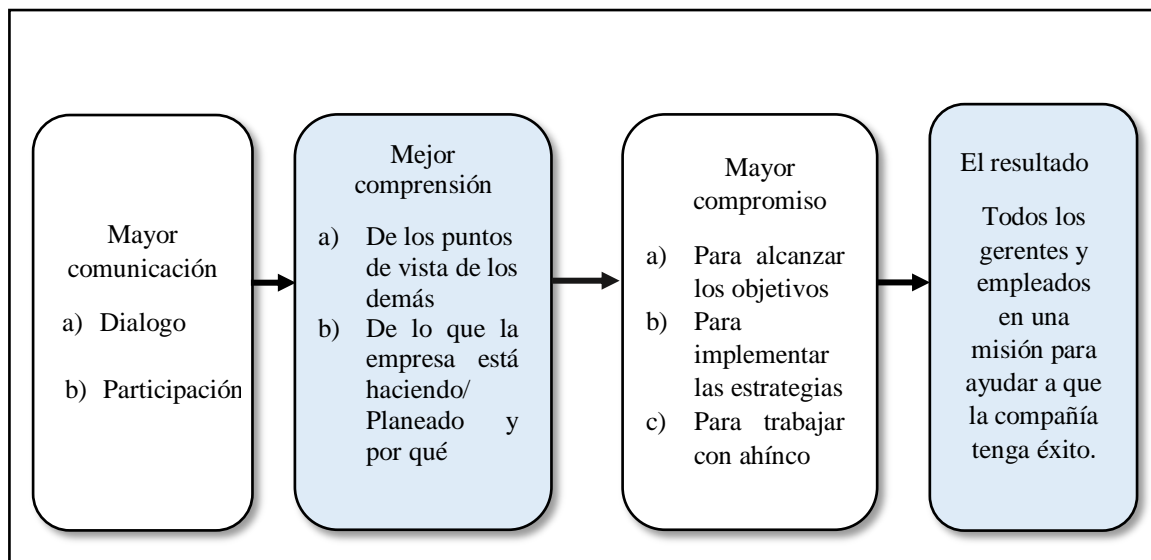 Mayor
comunicación
a) Dialogo
b) Participación
Mejor
comprensión
a) De los puntos
de vista de los
demás
b) De lo que la
empresa está
haciendo/
Planeado y
por qué
Mayor
compromiso
a) Para alcanzar
los objetivos
b) Para
implementar
las estrategias
c) Para trabajar
con ahínco
El resultado
Todos los
gerentes y
empleados
en una
misión para
ayudar a que
la compañía
tenga éxito.